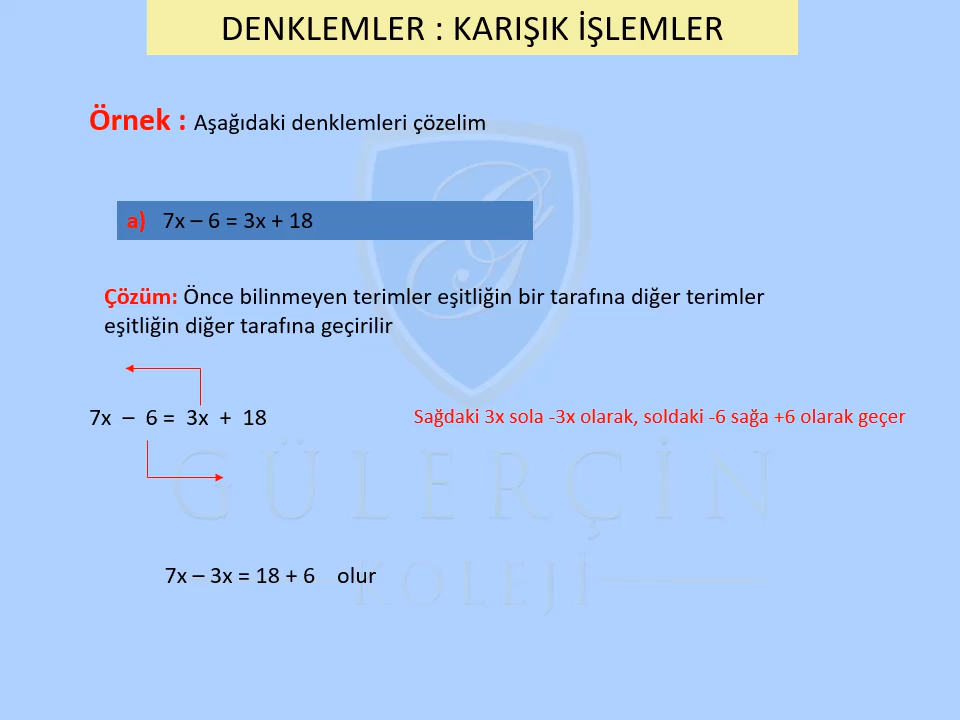 DENKLEMLER : KARIŞIK İŞLEMLER
Örnek : Aşağıdaki denklemleri çözelim
a) 7x – 6 = 3x + 18
Çözüm: Önce bilinmeyen terimler eşitliğin bir tarafına diğer terimler
eşitliğin diğer tarafına geçirilir
7x – 6 = 3x + 18
Sağdaki 3x sola -3x olarak, soldaki -6 sağa +6 olarak geçer
GÜLERÇİN
KOLEJİ
7x – 3x = 18 + 6 olur